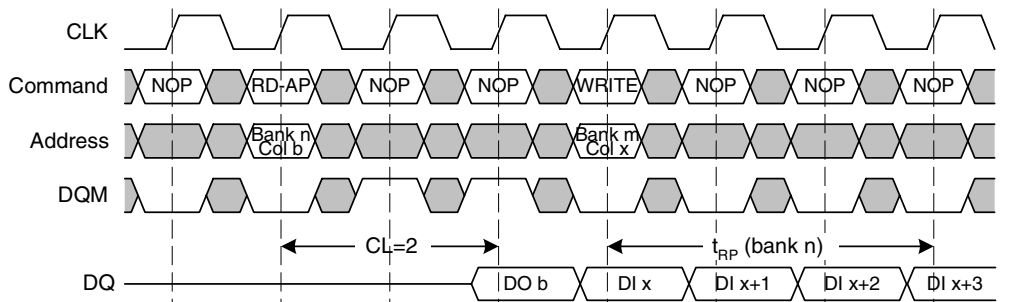 CLK
Command NOP RD-AP NOP NOP WRITE NOP NOP NOP
Address Bank n Col b Bank m Col x
DQM
CL=2 tRP (bank n)
DQ DO b DI x DI x+1 DI x+2 DI x+3